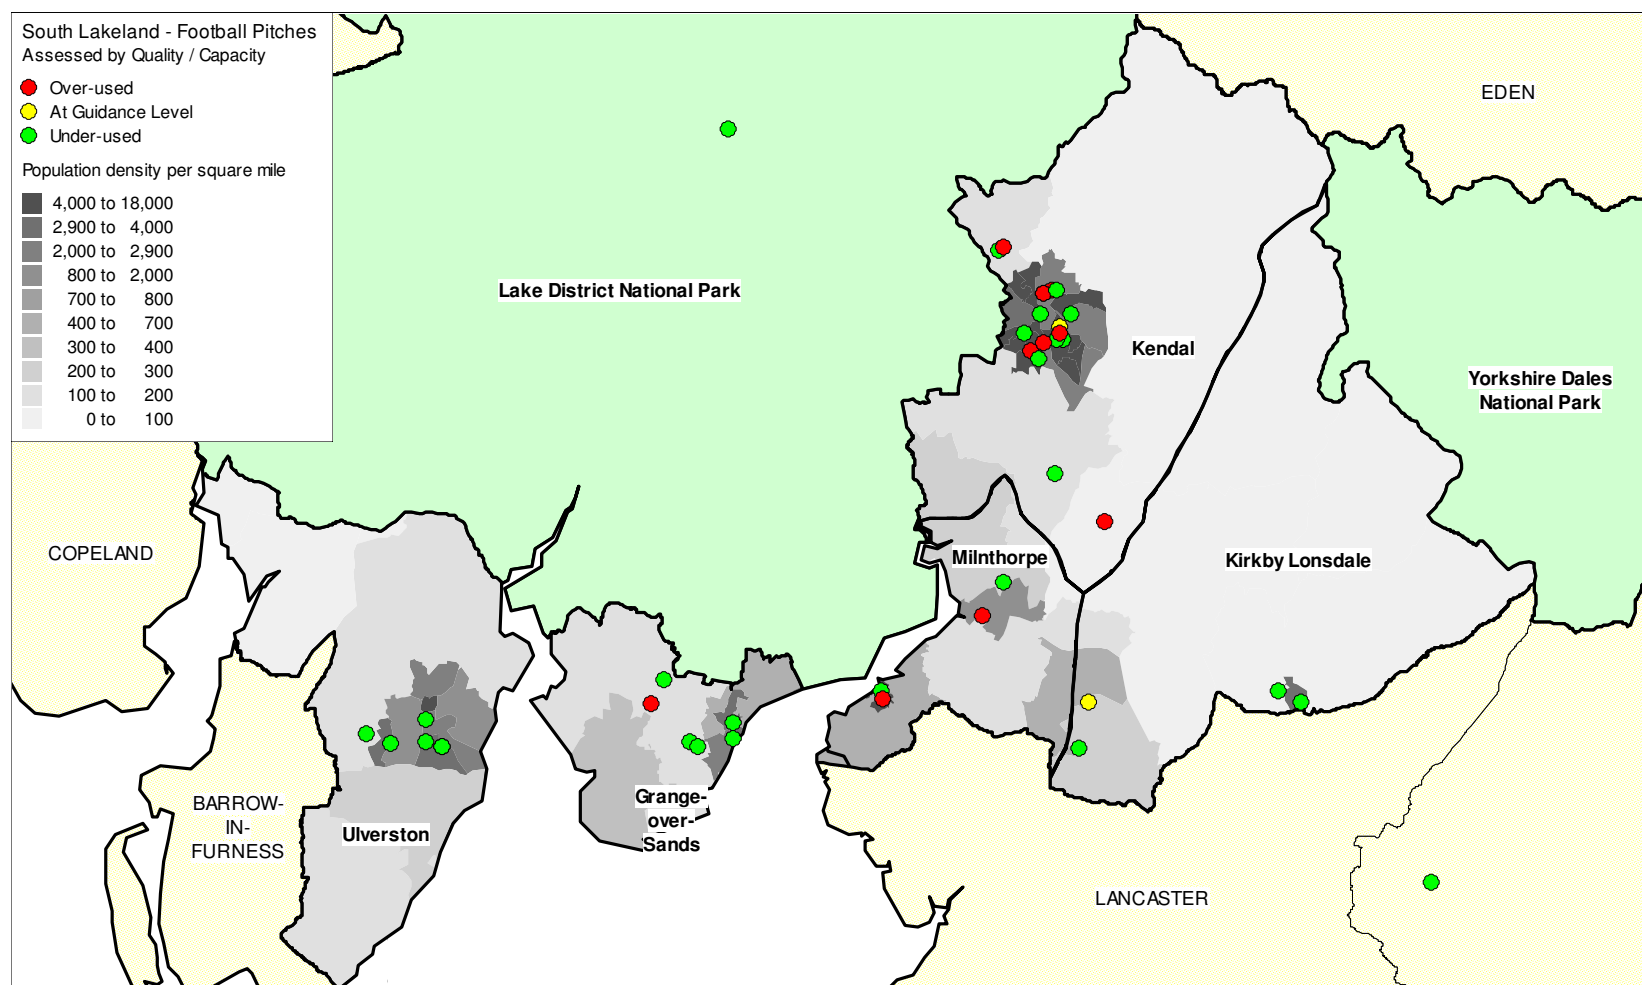 South Lakeland - Football Pitches
Assessed by Quality / Capacity
Over-used
At Guidance Level
Under-used
Population density per square mile
4,000 to 18,000
2,900 to 4,000
2,000 to 2,900
800 to 2,000
700 to 800
400 to 700
300 to 400
200 to 300
100 to 200
0 to 100
EDEN
Lake District National Park
Kendal
Yorkshire Dales
National Park
COPELAND
Milnthorpe
Kirkby Lonsdale
BARROW-
IN-
FURNESS
Ulverston
Grange-
over-
Sands
LANCASTER